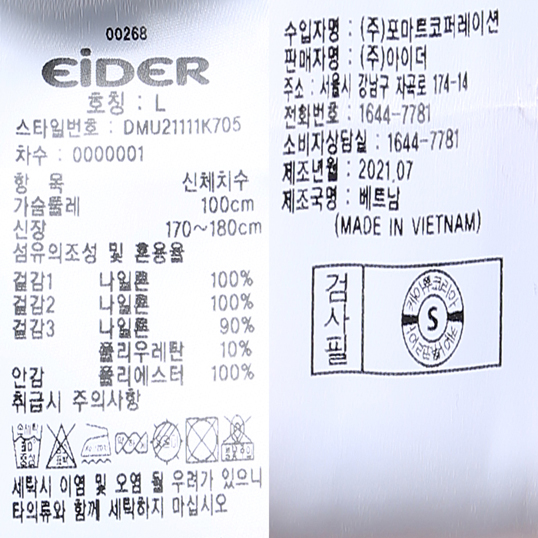 00268
EiDER
호칭 : L
스타일번호 : DMU21111K705
차수 : 0000001
항 목 신체치수
가슴둘레 100cm
신장 170~180cm
섬유의조성 및 혼용율
겉감1 나일론 100%
겉감2 나일론 100%
겉감3 나일론 90%
폴리우레탄 10%
안감 폴리에스터 100%
취급시 주의사항
세탁시 이염 및 오염 될 우려가 있으니
타의류와 함께 세탁하지 마십시오
수입자명 : (주)포마트코퍼레이션
판매자명 : (주)아이더
주소 : 서울시 강남구 자곡로 174-14
전화번호 : 1644-7781
소비자상담실 : 1644-7781
제조년월 : 2021.07
제조국명 : 베트남
(MADE IN VIETNAM)
검사필
S